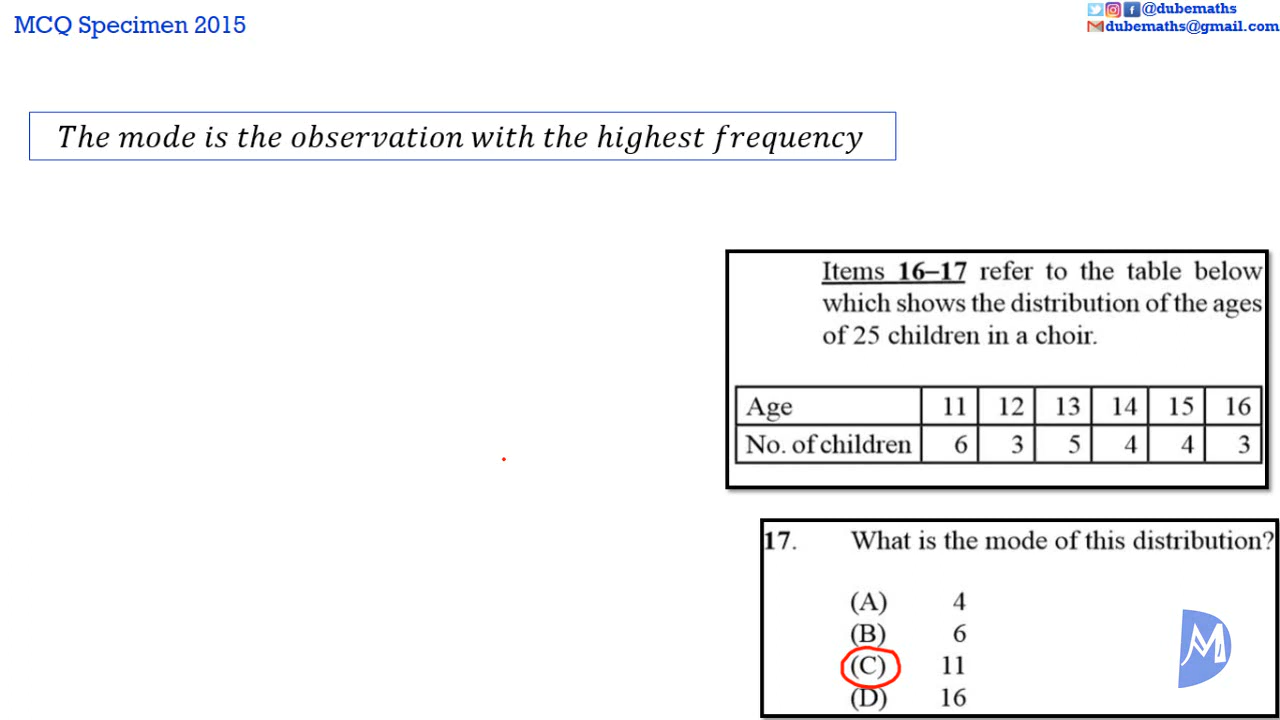 MCQ Specimen 2015
@dubemaths
dubemaths@gmail.com
The mode is the observation with the highest frequency
Items 16–17 refer to the table below
which shows the distribution of the ages
of 25 children in a choir.
Age 11 12 13 14 15 16
No. of children 6 3 5 4 4 3
17. What is the mode of this distribution?
(A) 4
(B) 6
(C) 11
(D) 16
M